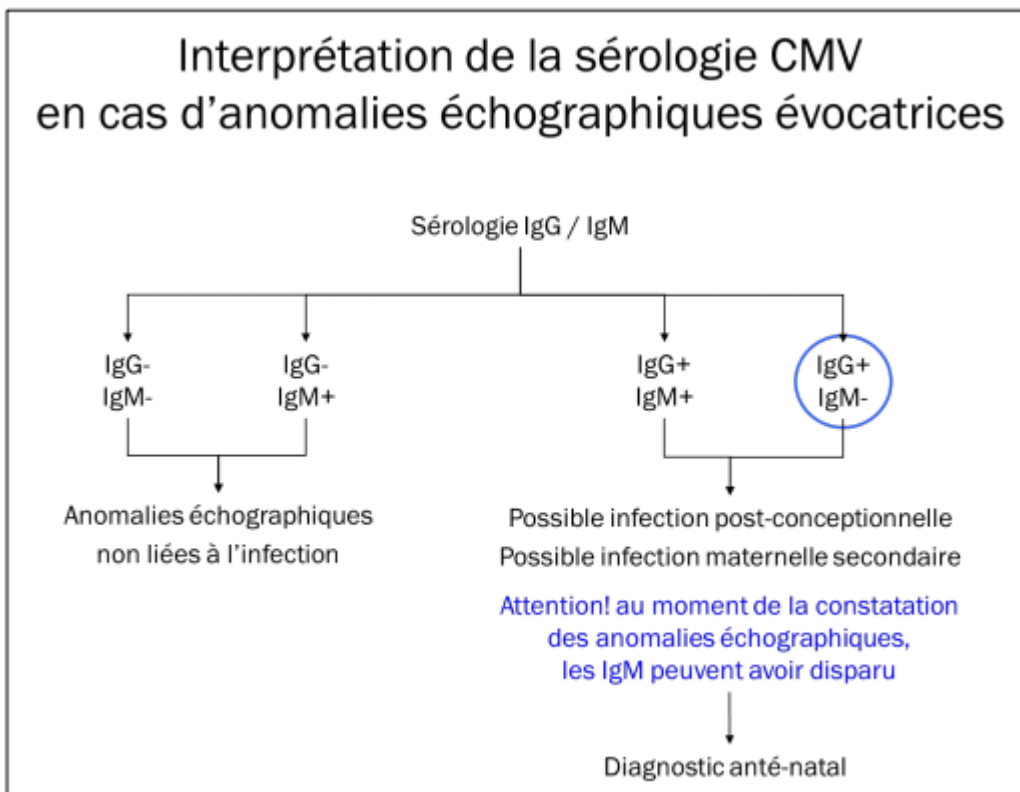 Interprétation de la sérologie CMV
en cas d'anomalies échographiques évocatrices
Sérologie IgG / IgM
IgG-
IgM-
IgG-
IgM+
IgG+
IgM+
IgG+
IgM-
Anomalies échographiques
non liées à l'infection
Possible infection post-conceptionnelle
Possible infection maternelle secondaire
Attention! au moment de la constatation
des anomalies échographiques,
les IgM peuvent avoir disparu
Diagnostic anté-natal